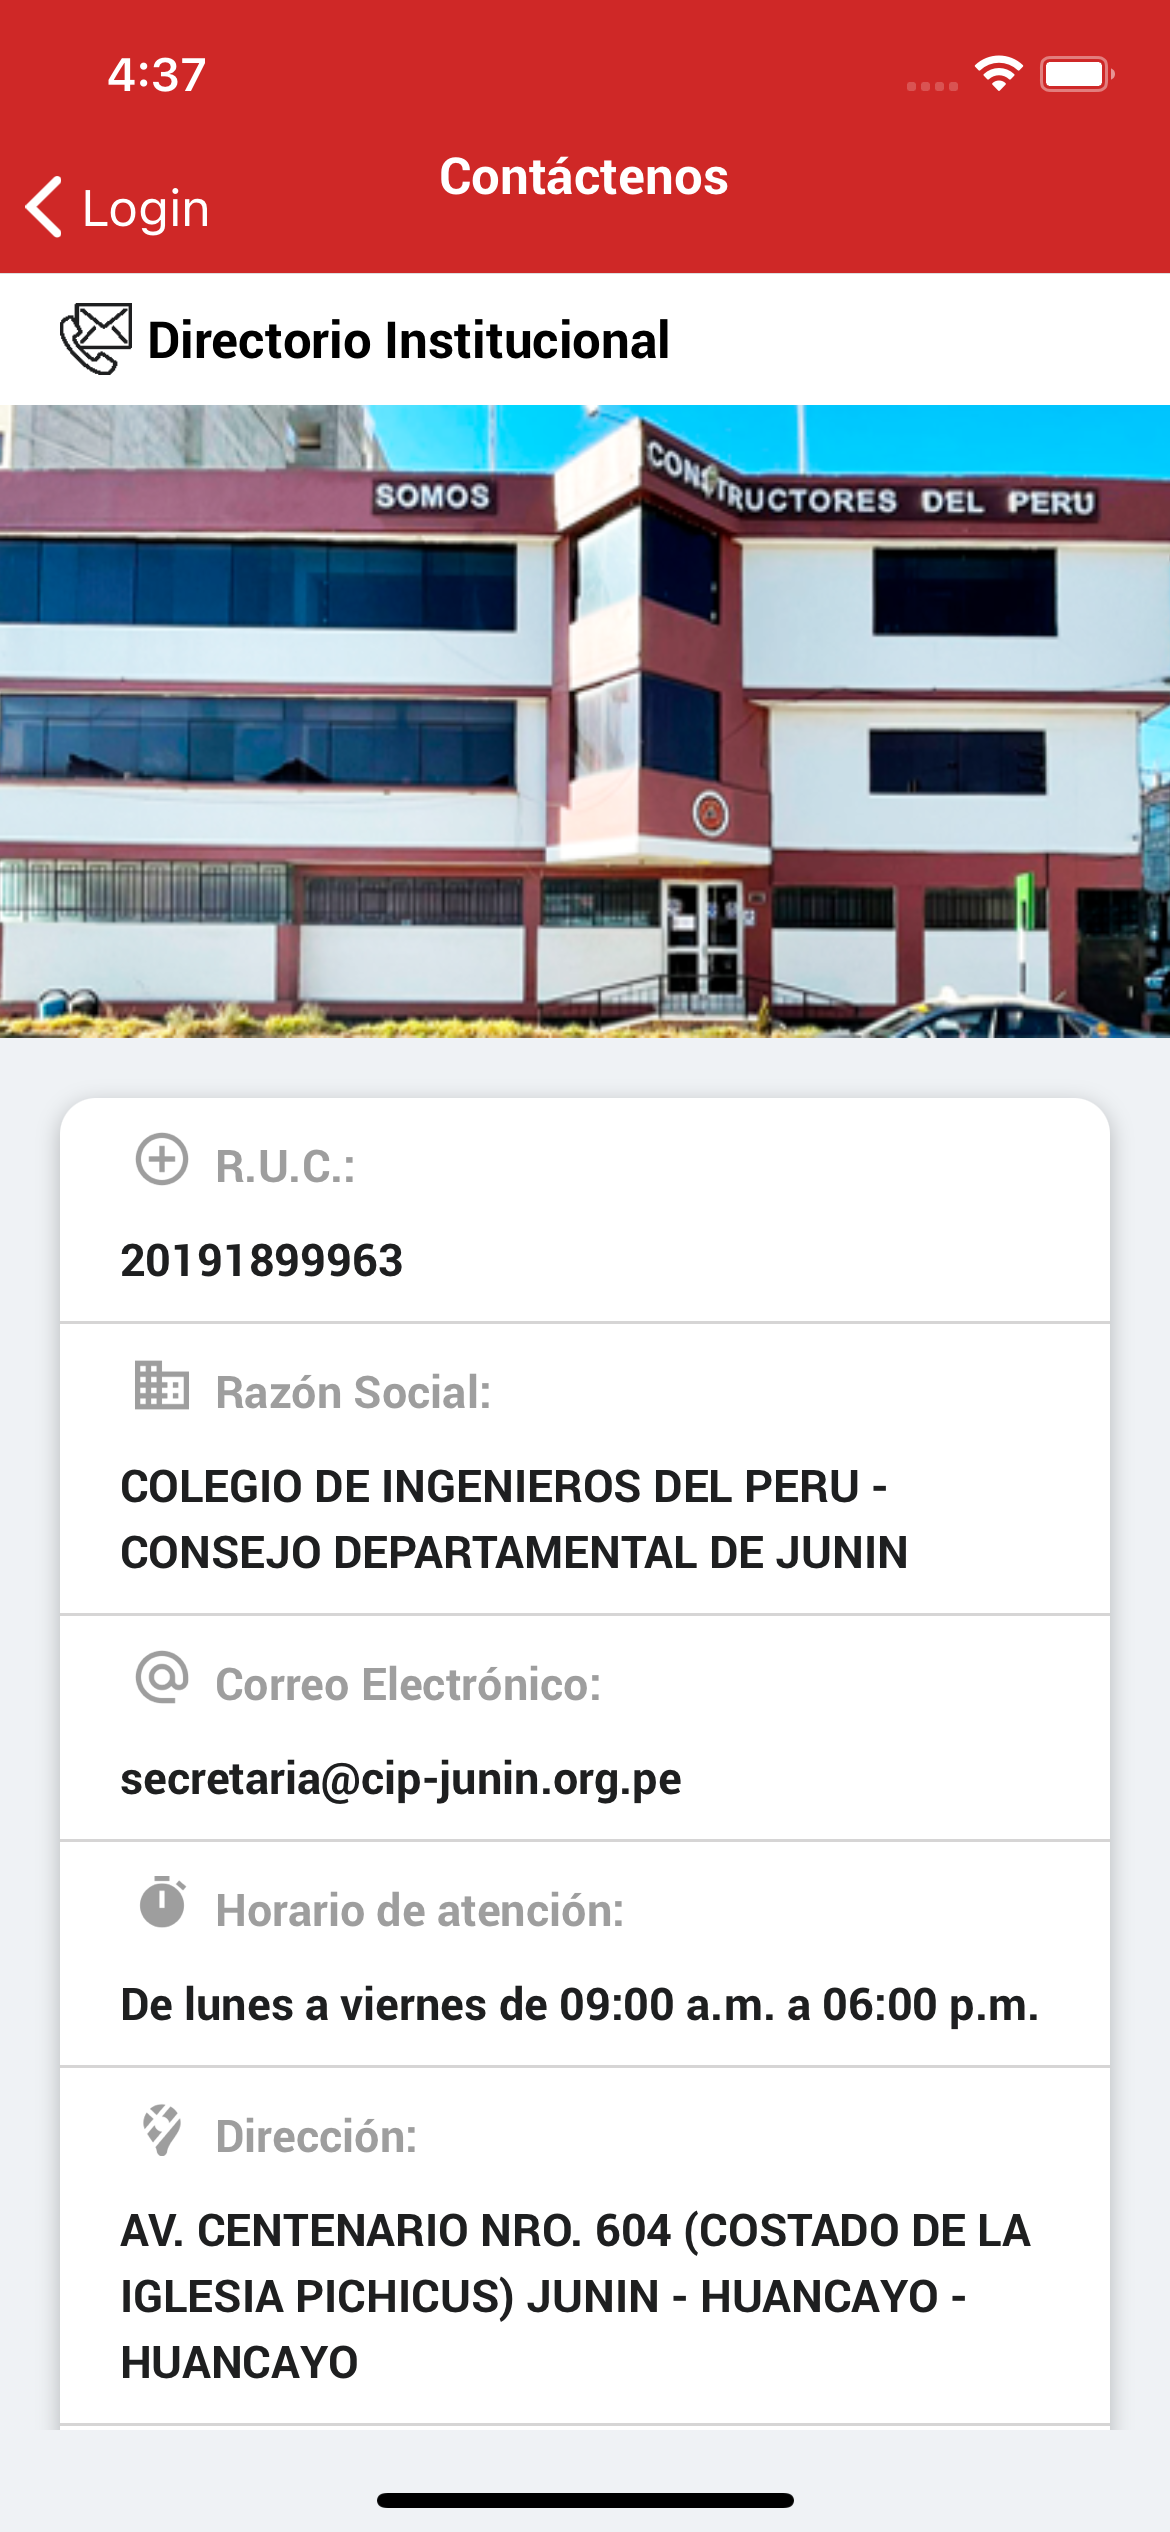 4:37
Contáctenos
Login
Directorio Institucional
SOMOS
CONSTRUCTORES DEL PERU
R.U.C.:
20191899963
Razón Social:
COLEGIO DE INGENIEROS DEL PERU -
CONSEJO DEPARTAMENTAL DE JUNIN
Correo Electrónico:
secretaria@cip-junin.org.pe
Horario de atención:
De lunes a viernes de 09:00 a.m. a 06:00 p.m.
Dirección:
AV. CENTENARIO NRO. 604 (COSTADO DE LA
IGLESIA PICHICUS) JUNIN - HUANCAYO -
HUANCAYO